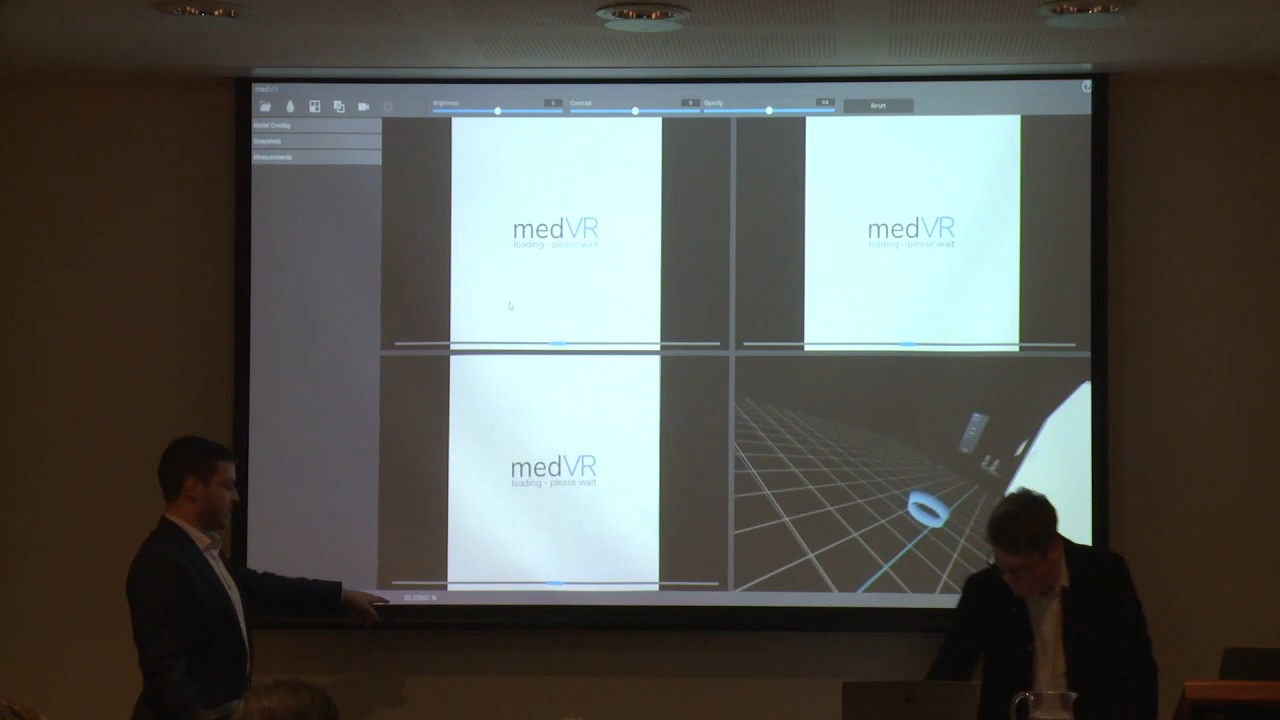 medVR
Brightness
Contrast
Opacity
Reset
Model Overlay
Snapshots
Measurements
medVR
loading - please wait
medVR
loading - please wait
medVR
loading - please wait